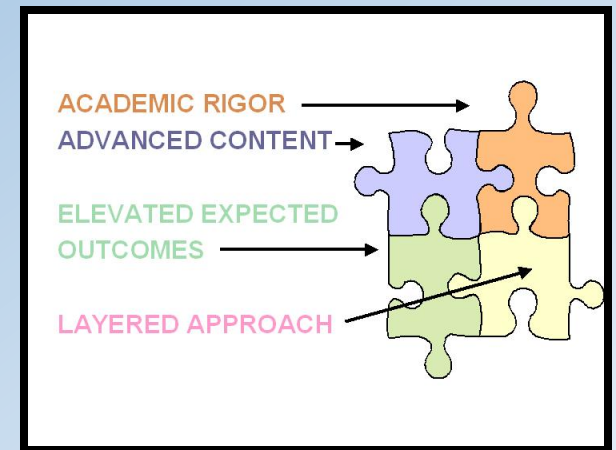 ACADEMIC RIGOR
ADVANCED CONTENT
ELEVATED EXPECTED
OUTCOMES
LAYERED APPROACH